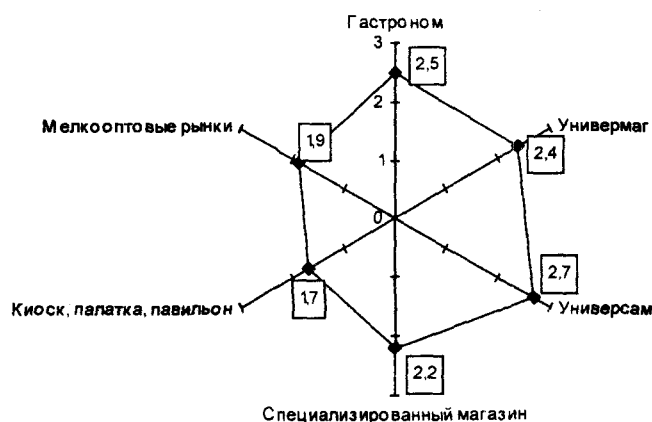 Гастроном
3
2,5
2
Мелкооптовые рынки
Универмаг
1,9
2,4
1
0
2,7
Киоск, палатка, павильон
1,7
Универсам
2,2
Специализированный магазин